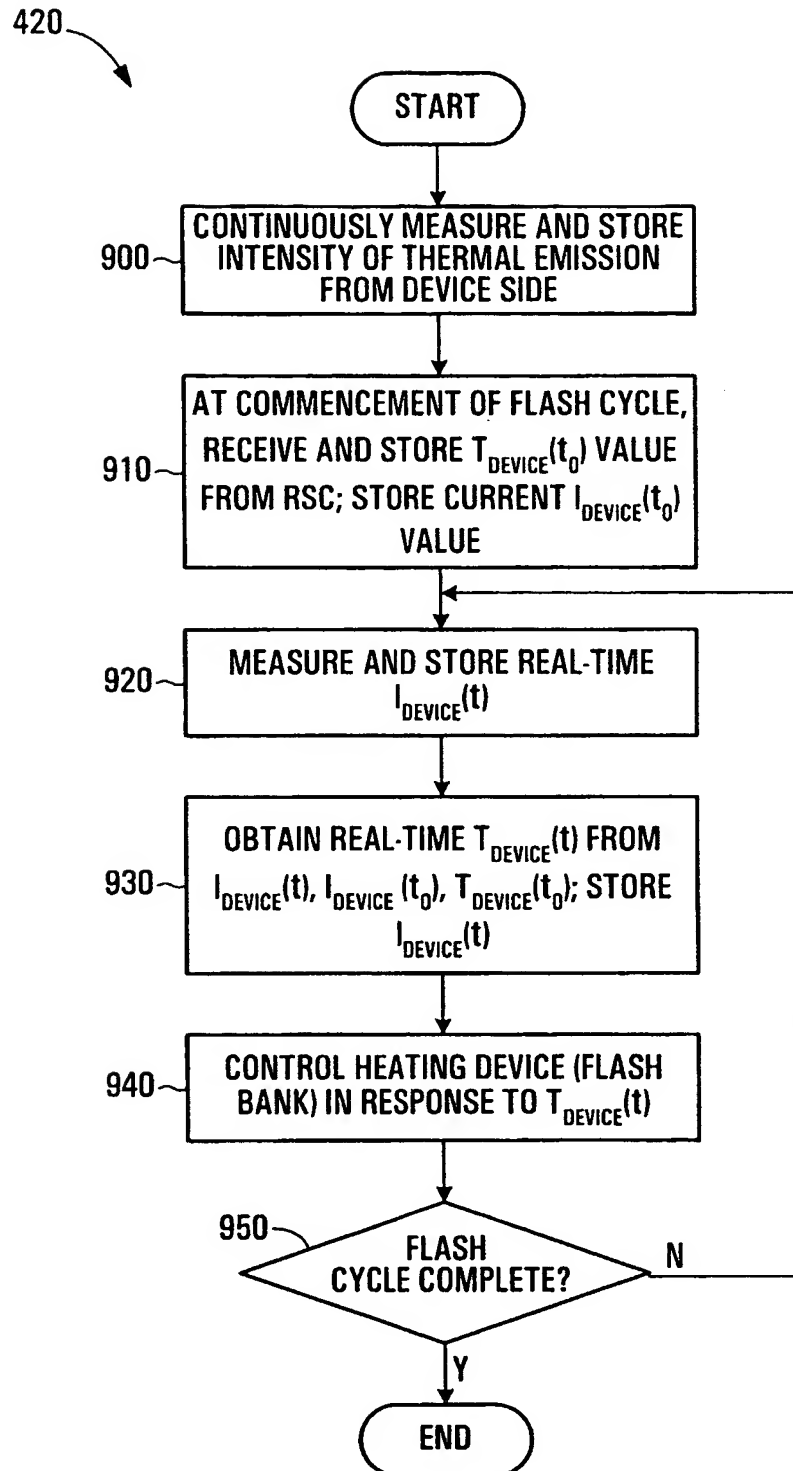 420
START
900
CONTINUOUSLY MEASURE AND STORE
INTENSITY OF THERMAL EMISSION
FROM DEVICE SIDE
910
AT COMMENCEMENT OF FLASH CYCLE,
RECEIVE AND STORE T_DEVICE(t_0) VALUE
FROM RSC; STORE CURRENT I_DEVICE(t_0)
VALUE
920
MEASURE AND STORE REAL-TIME
I_DEVICE(t)
930
OBTAIN REAL-TIME T_DEVICE(t) FROM
I_DEVICE(t), I_DEVICE (t_0), T_DEVICE(t_0); STORE
I_DEVICE(t)
940
CONTROL HEATING DEVICE (FLASH
BANK) IN RESPONSE TO T_DEVICE(t)
950
FLASH
CYCLE COMPLETE?
N
Y
END